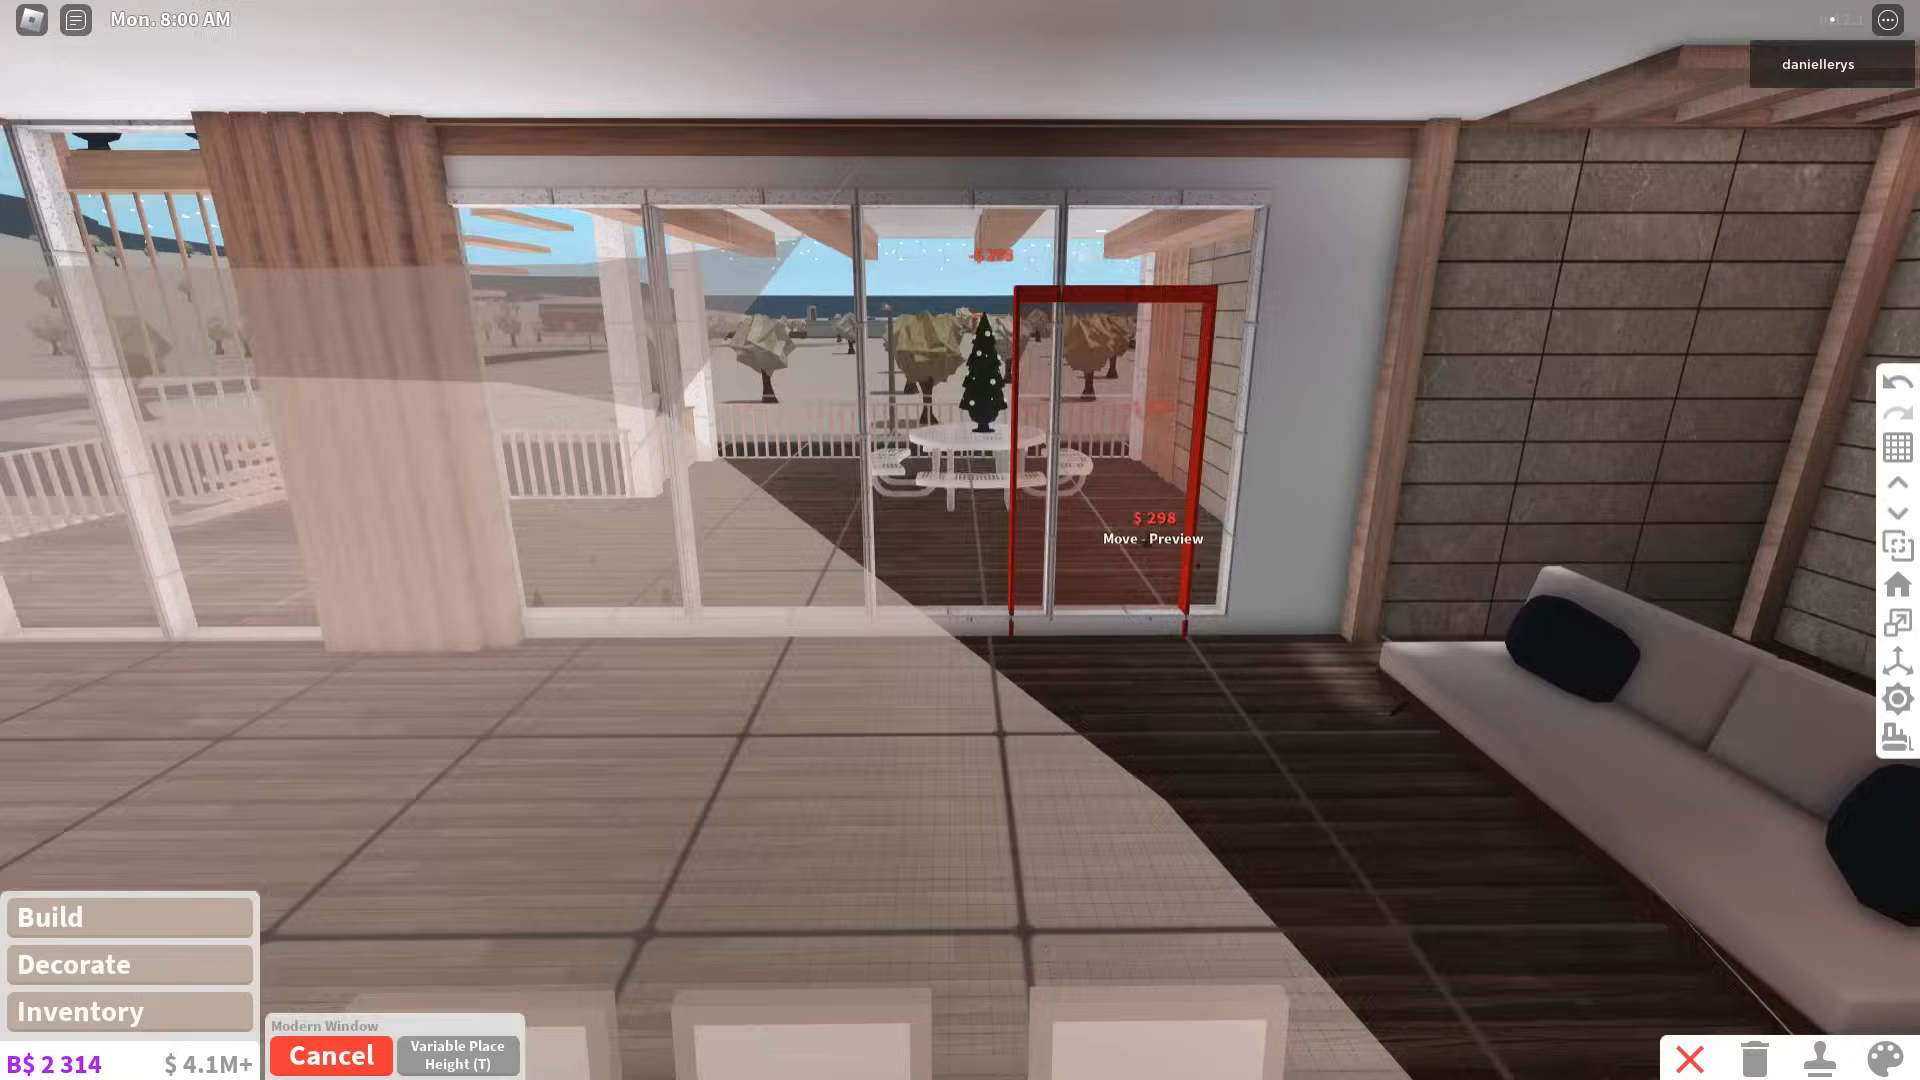 Mon. 8:00 AM
daniellerys
-$ 298
$ 298
Move - Preview
Build
Decorate
Inventory
B$ 2 314
$ 4.1M+
Modern Window
Cancel
Variable Place
Height (T)